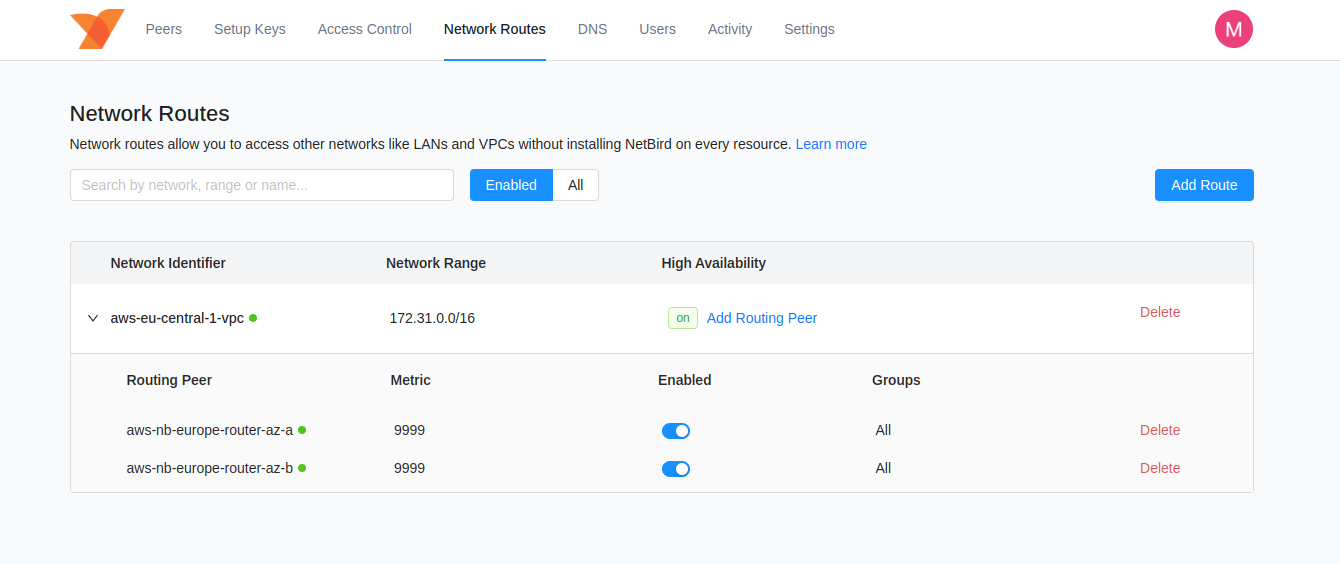 Peers Setup Keys Access Control Network Routes DNS Users Activity Settings M
Network Routes
Network routes allow you to access other networks like LANs and VPCs without installing NetBird on every resource. Learn more
Search by network, range or name... Enabled All Add Route
Network Identifier Network Range High Availability
aws-eu-central-1-vpc 172.31.0.0/16 on Add Routing Peer Delete
Routing Peer Metric Enabled Groups
aws-nb-europe-router-az-a 9999 All Delete
aws-nb-europe-router-az-b 9999 All Delete